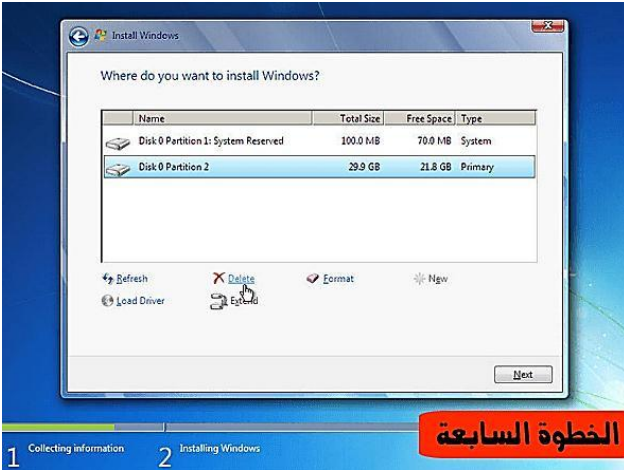 Install Windows
Where do you want to install Windows?
Name Total Size Free Space Type
Disk 0 Partition 1: System Reserved 100.0 MB 70.0 MB System
Disk 0 Partition 2 29.9 GB 21.8 GB Primary
Refresh Delete Format New
Load Driver Extend
Next
الخطوة السابعة
1 Collecting information 2 Installing Windows